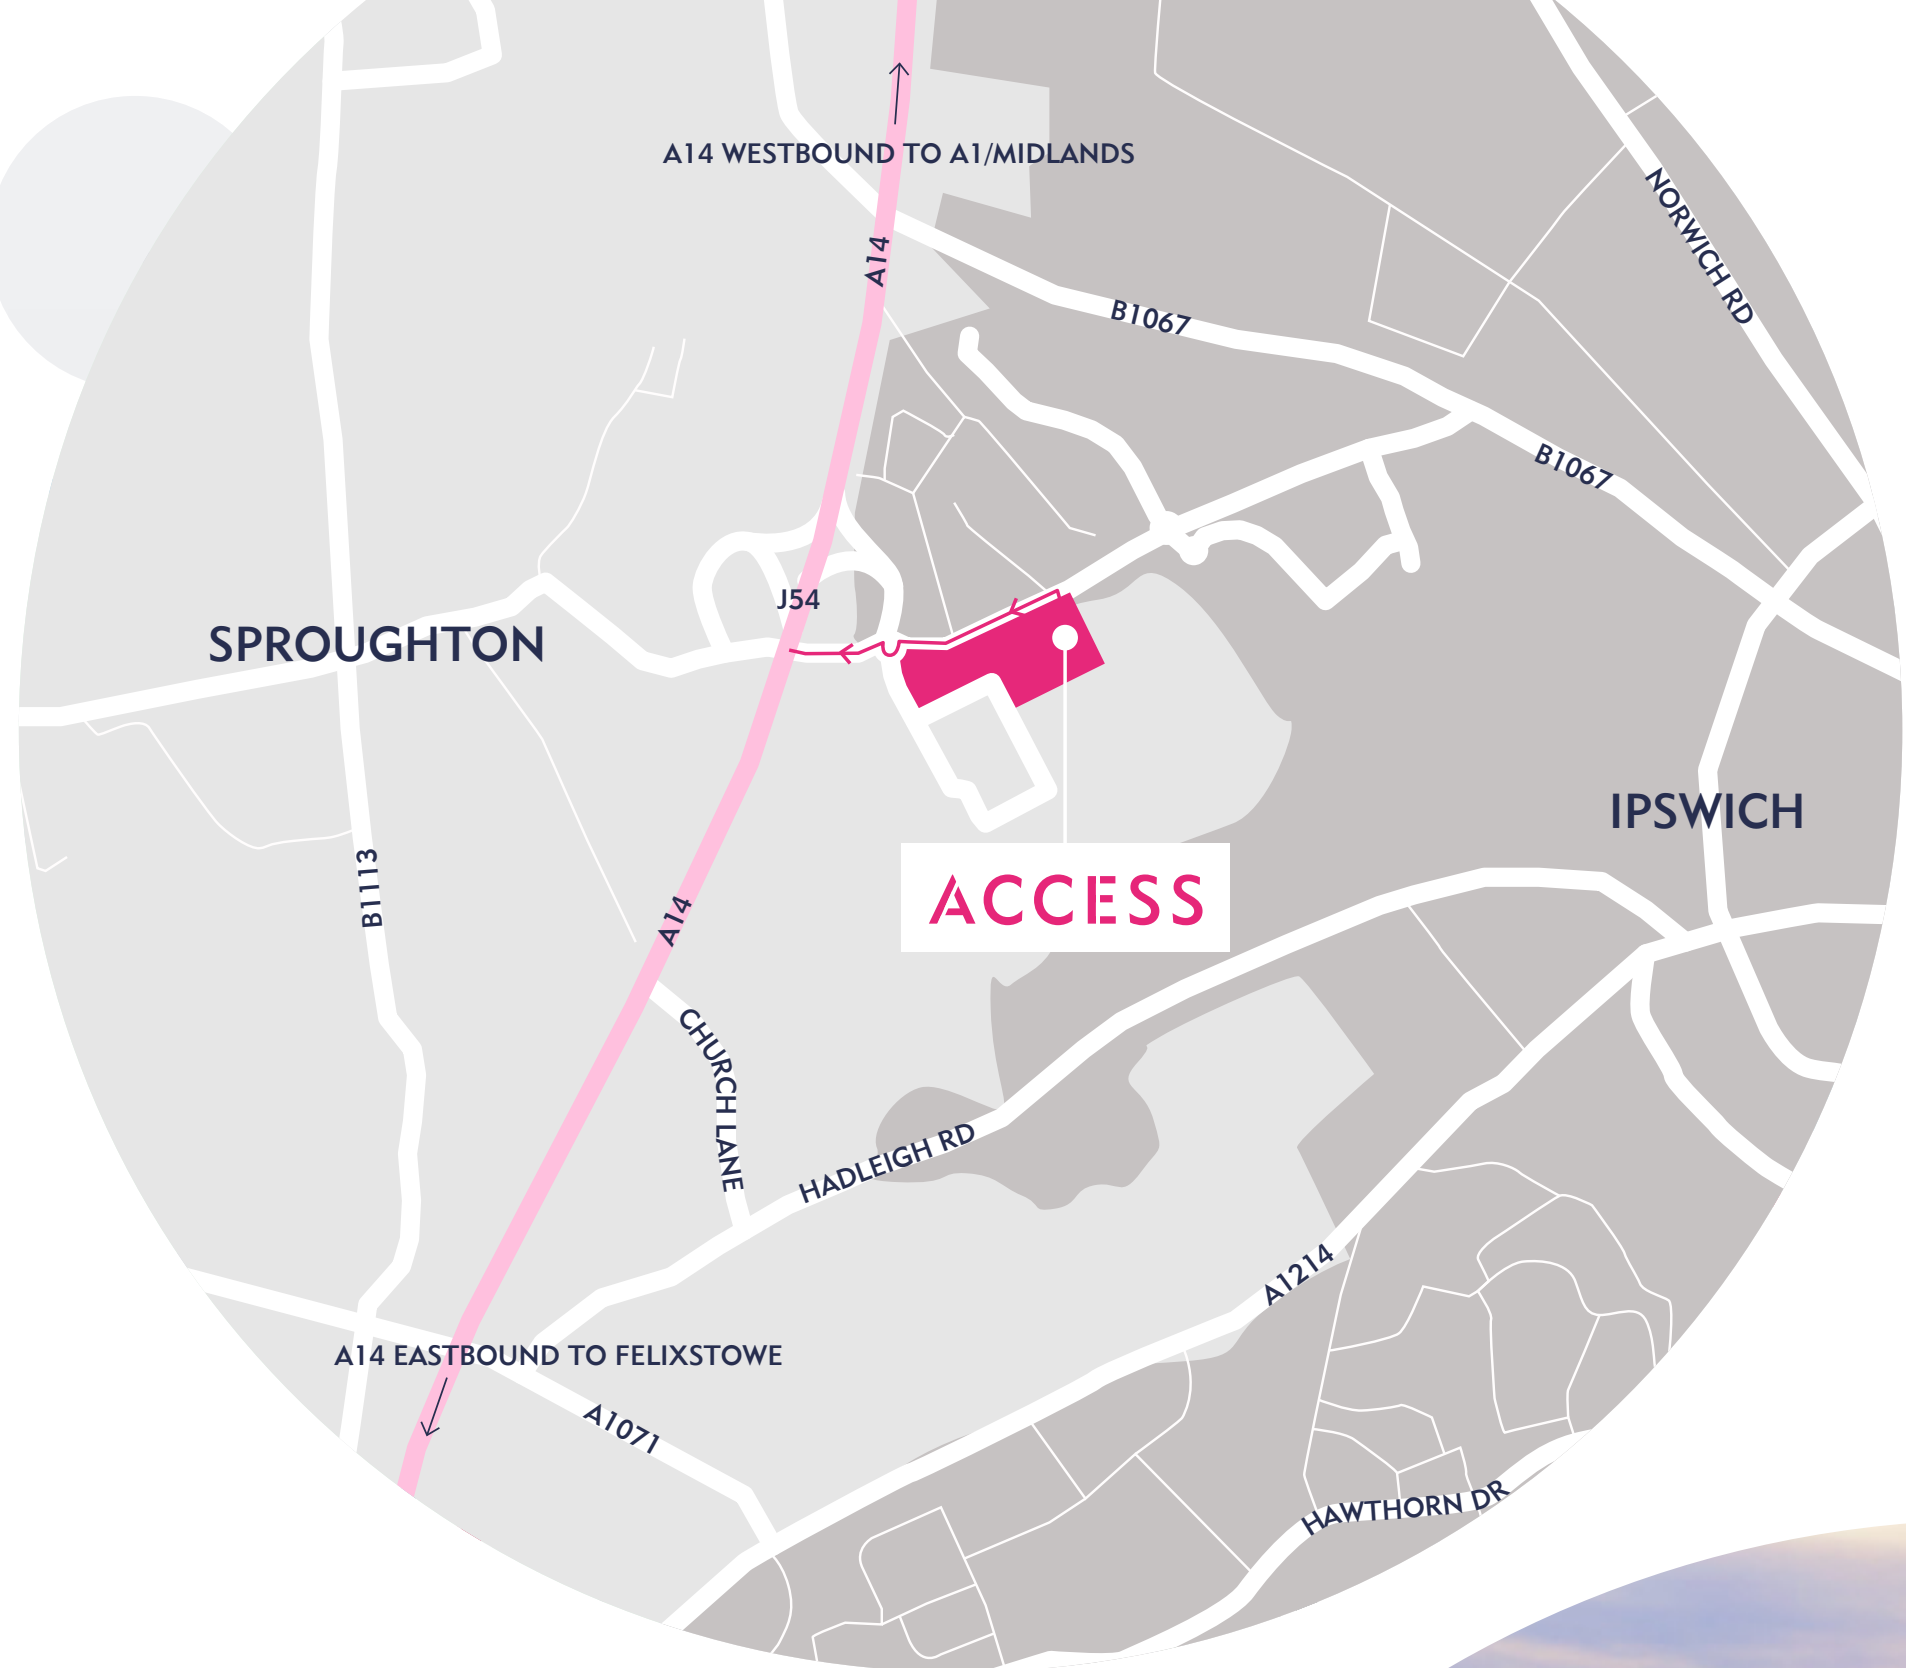 A14 WESTBOUND TO A1/MIDLANDS
NORWICH RD
A14
B1067
B1067
J54
SPROUGHTON
IPSWICH
B1113
ACCESS
A14
CHURCH LANE
HADLEIGH RD
A1214
A14 EASTBOUND TO FELIXSTOWE
A1071
HAWTHORN DR